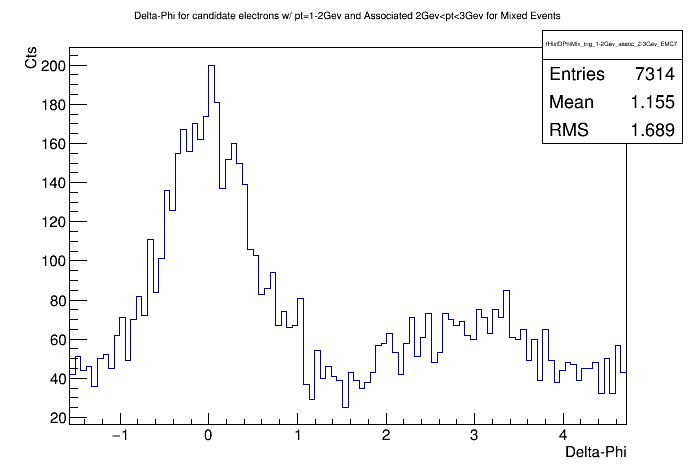 Delta-Phi for candidate electrons w/ pt=1-2Gev and Associated 2Gev<pt<3Gev for Mixed Events
fHistDPhiMix_trig_1-2Gev_assoc_2-3Gev_EMC7
Entries 7314
Mean 1.155
RMS 1.689
Cts
200
180
160
140
120
100
80
60
40
20
−1 0 1 2 3 4
Delta-Phi